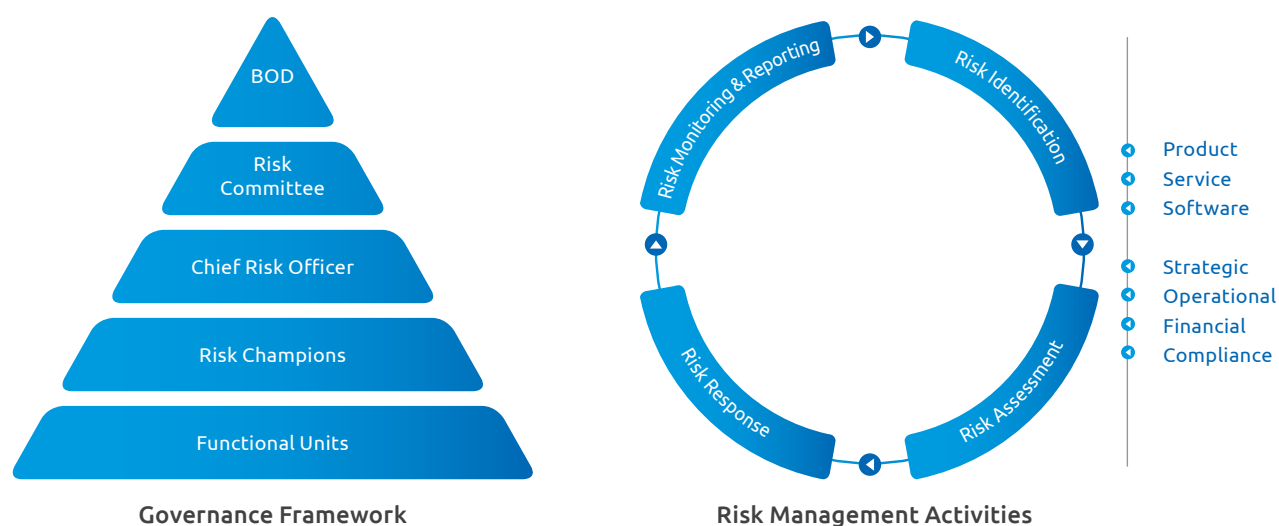 BOD
Risk
Committee
Chief Risk Officer
Risk Champions
Functional Units
Governance Framework
Risk Monitoring & Reporting
Risk Identification
Risk Response
Risk Assessment
Risk Management Activities
Product
Service
Software
Strategic
Operational
Financial
Compliance